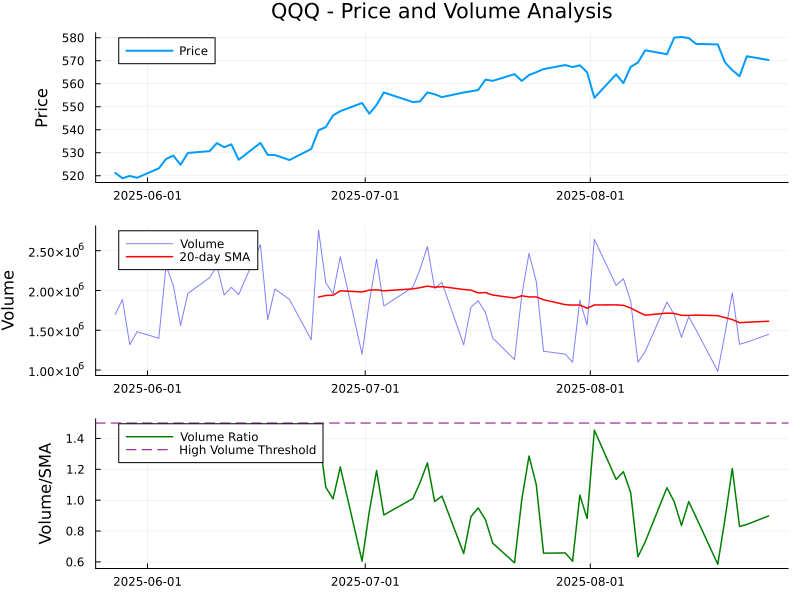 QQQ - Price and Volume Analysis
Price
580
570
560
550
540
530
520
Price
2025-06-01 2025-07-01 2025-08-01
Volume
2.50×10⁶
2.00×10⁶
1.50×10⁶
1.00×10⁶
Volume
20-day SMA
2025-06-01 2025-07-01 2025-08-01
Volume/SMA
1.4
1.2
1.0
0.8
0.6
Volume Ratio
High Volume Threshold
2025-06-01 2025-07-01 2025-08-01